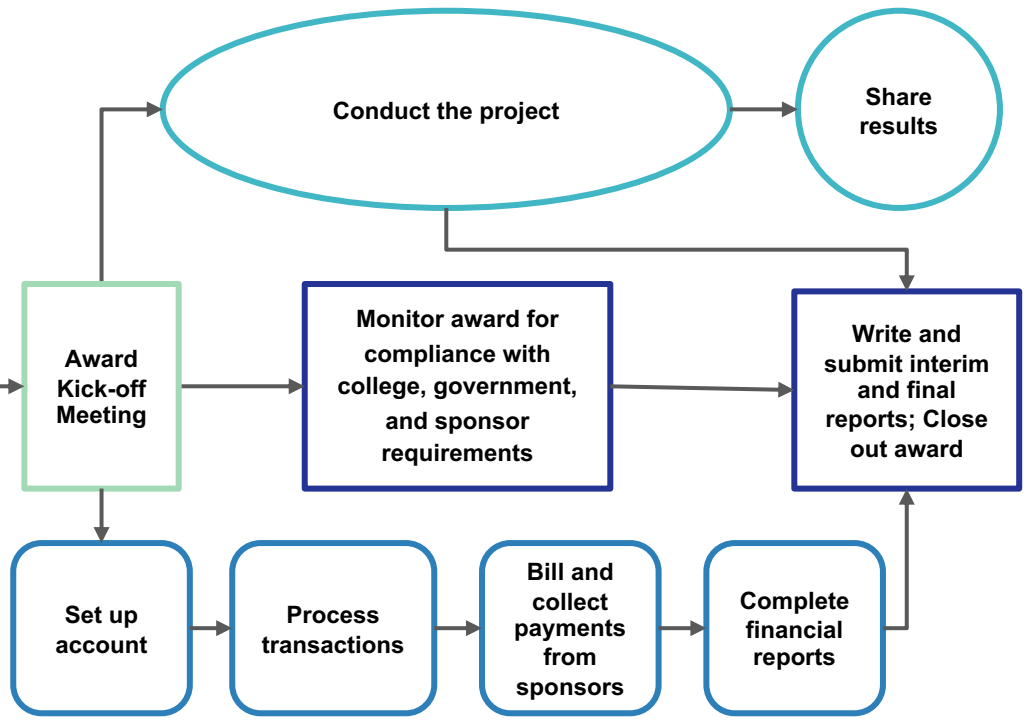 Conduct the project
Share
results
Award
Kick-off
Meeting
Monitor award for
compliance with
college, government,
and sponsor
requirements
Write and
submit interim
and final
reports; Close
out award
Set up
account
Process
transactions
Bill and
collect
payments
from
sponsors
Complete
financial
reports